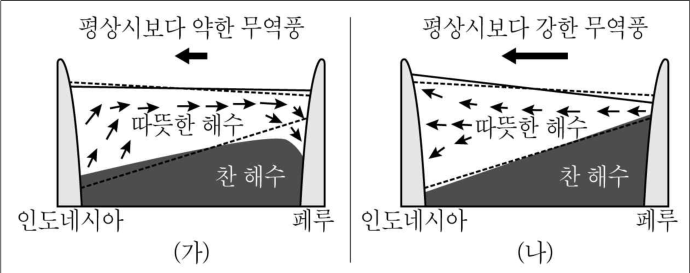 평상시보다 약한 무역풍
따뜻한 해수
찬 해수
인도네시아
페루
(가)
평상시보다 강한 무역풍
따뜻한 해수
찬 해수
인도네시아
페루
(나)